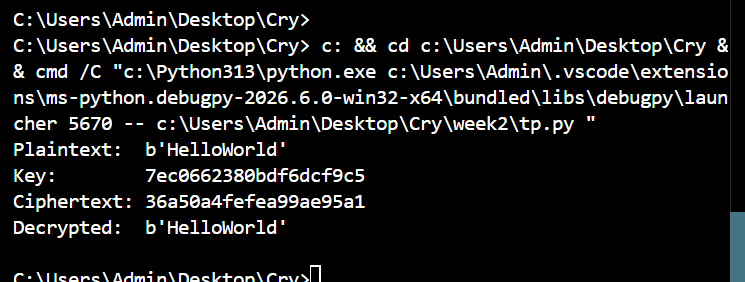 C:\Users\Admin\Desktop\Cry>
C:\Users\Admin\Desktop\Cry> c: && cd c:\Users\Admin\Desktop\Cry &
& cmd /C "c:\Python313\python.exe c:\Users\Admin\.vscode\extensio
ns\ms-python.debugpy-2026.6.0-win32-x64\bundled\libs\debugpy\laun
cher 5670 -- c:\Users\Admin\Desktop\Cry\week2\tp.py "
Plaintext:  b'HelloWorld'
Key:        7ec0662380bdf6dcf9c5
Ciphertext: 36a50a4fefea99ae95a1
Decrypted:  b'HelloWorld'
C:\Users\Admin\Desktop\Cry>